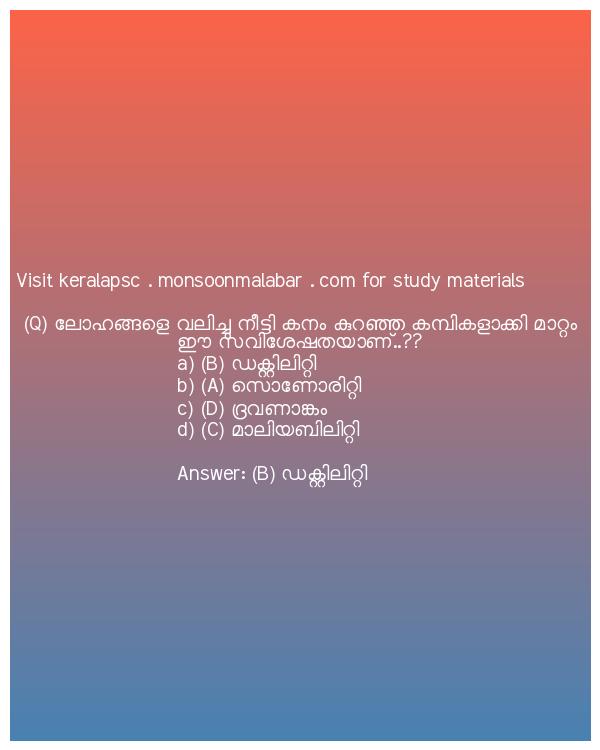 Visit keralapsc . monsoonmalabar . com for study materials
(Q) ലോഹങ്ങളെ വലിച്ചു നീട്ടി കനം കുറഞ്ഞ കമ്പികളാക്കി മാറ്റം
ഈ സവിശേഷതയാണ്..??
a) (B) ഡക്റ്റിലിറ്റി
b) (A) സൊണോരിറ്റി
c) (D) ദ്രവണാങ്കം
d) (C) മാലിയബിലിറ്റി
Answer: (B) ഡക്റ്റിലിറ്റി